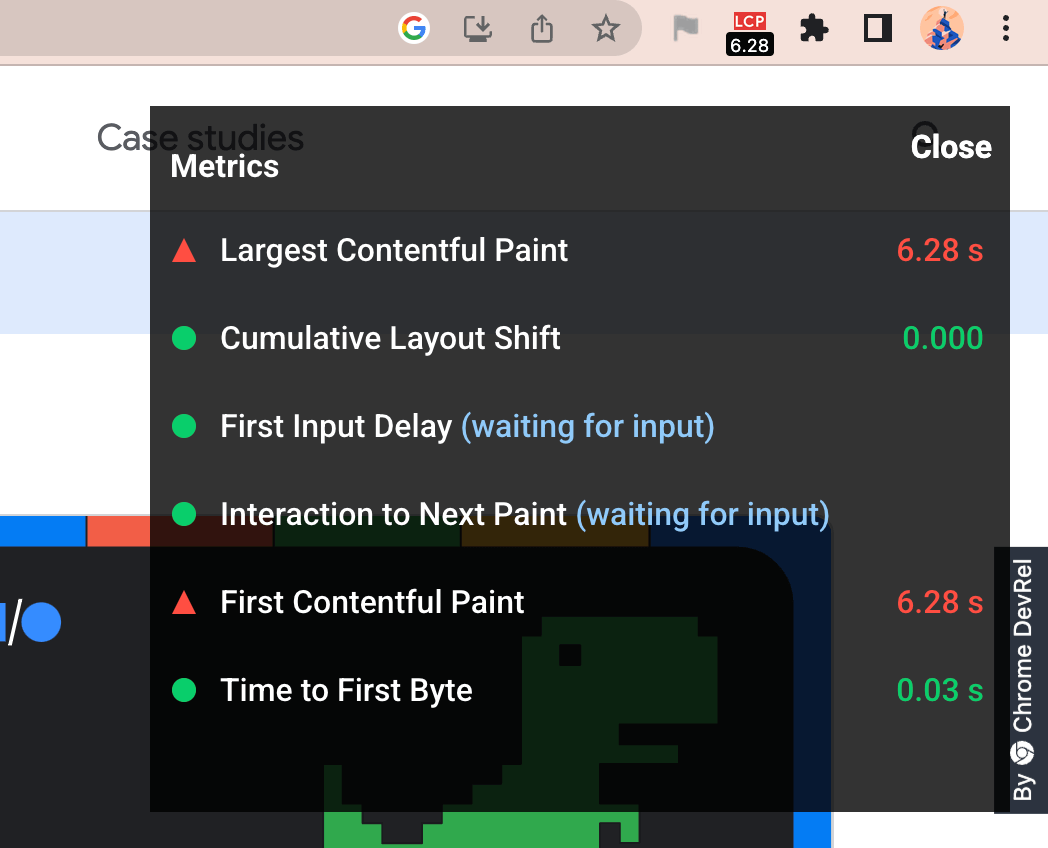 LCP
6.28
Case studies
Close
Metrics
Largest Contentful Paint 6.28 s
Cumulative Layout Shift 0.000
First Input Delay (waiting for input)
Interaction to Next Paint (waiting for input)
First Contentful Paint 6.28 s
Time to First Byte 0.03 s
By Chrome DevRel
/O